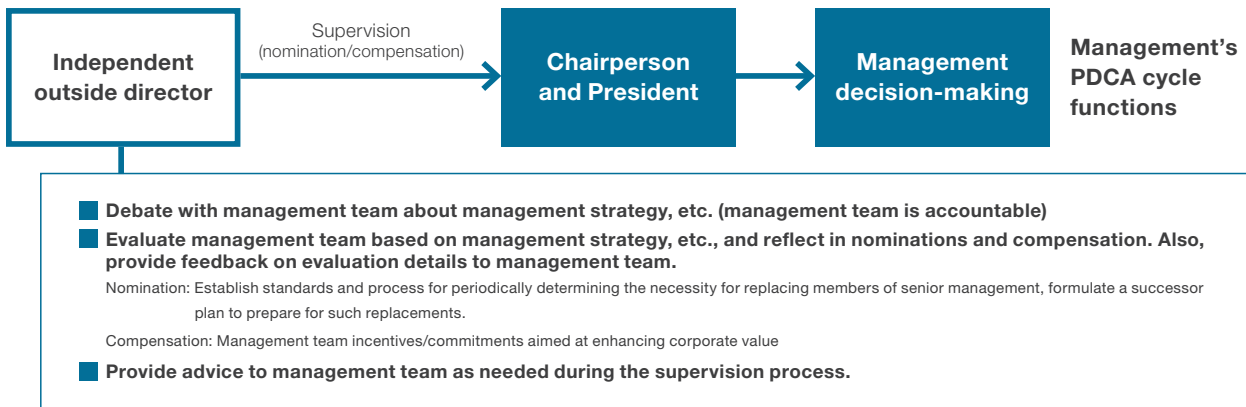 Independent
outside director
Supervision
(nomination/compensation)
Chairperson
and President
Management
decision-making
Management’s
PDCA cycle
functions
Debate with management team about management strategy, etc. (management team is accountable)
Evaluate management team based on management strategy, etc., and reflect in nominations and compensation. Also,
provide feedback on evaluation details to management team.
Nomination: Establish standards and process for periodically determining the necessity for replacing members of senior management, formulate a successor
plan to prepare for such replacements.
Compensation: Management team incentives/commitments aimed at enhancing corporate value
Provide advice to management team as needed during the supervision process.